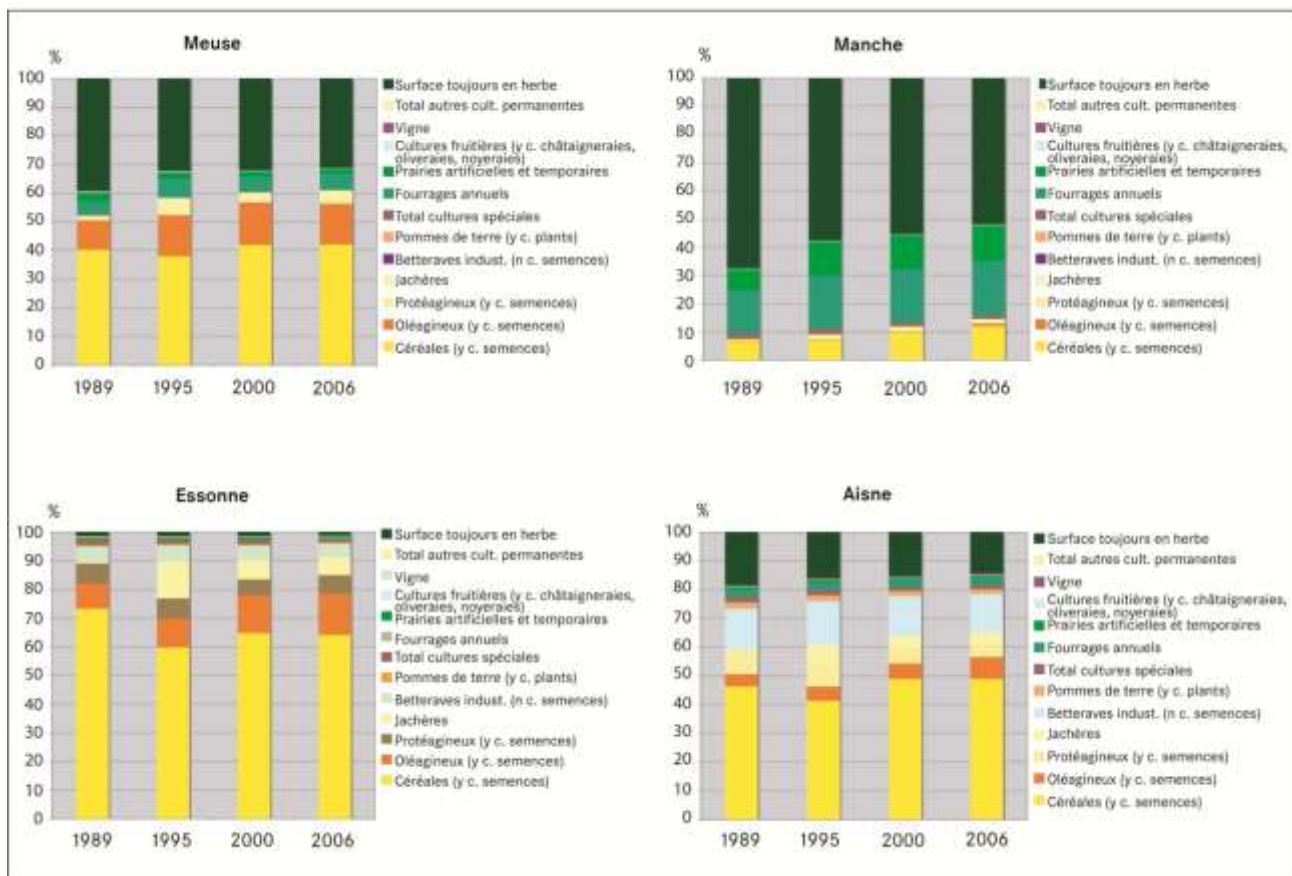 Meuse
%
100
90
80
70
60
50
40
30
20
10
0
1989 1995 2000 2006
Surface toujours en herbe
Total autres cult. permanentes
Vigne
Cultures fruitières (y c. châtaigneraies,
oliveraies, noyeraies)
Prairies artificielles et temporaires
Fourrages annuels
Total cultures spéciales
Pommes de terre (y c. plants)
Betteraves indust. (n c. semences)
Jachères
Protéagineux (y c. semences)
Oléagineux (y c. semences)
Céréales (y c. semences)
Manche
%
100
90
80
70
60
50
40
30
20
10
0
1989 1995 2000 2006
Surface toujours en herbe
Total autres cult. permanentes
Vigne
Cultures fruitières (y c. châtaigneraies,
oliveraies, noyeraies)
Prairies artificielles et temporaires
Fourrages annuels
Total cultures spéciales
Pommes de terre (y c. plants)
Betteraves indust. (n c. semences)
Jachères
Protéagineux (y c. semences)
Oléagineux (y c. semences)
Céréales (y c. semences)
Essonne
%
100
90
80
70
60
50
40
30
20
10
0
1989 1995 2000 2006
Surface toujours en herbe
Total autres cult. permanentes
Vigne
Cultures fruitières (y c. châtaigneraies,
oliveraies, noyeraies)
Prairies artificielles et temporaires
Fourrages annuels
Total cultures spéciales
Pommes de terre (y c. plants)
Betteraves indust. (n c. semences)
Jachères
Protéagineux (y c. semences)
Oléagineux (y c. semences)
Céréales (y c. semences)
Aisne
%
100
90
80
70
60
50
40
30
20
10
0
1989 1995 2000 2006
Surface toujours en herbe
Total autres cult. permanentes
Vigne
Cultures fruitières (y c. châtaigneraies,
oliveraies, noyeraies)
Prairies artificielles et temporaires
Fourrages annuels
Total cultures spéciales
Pommes de terre (y c. plants)
Betteraves indust. (n c. semences)
Jachères
Protéagineux (y c. semences)
Oléagineux (y c. semences)
Céréales (y c. semences)